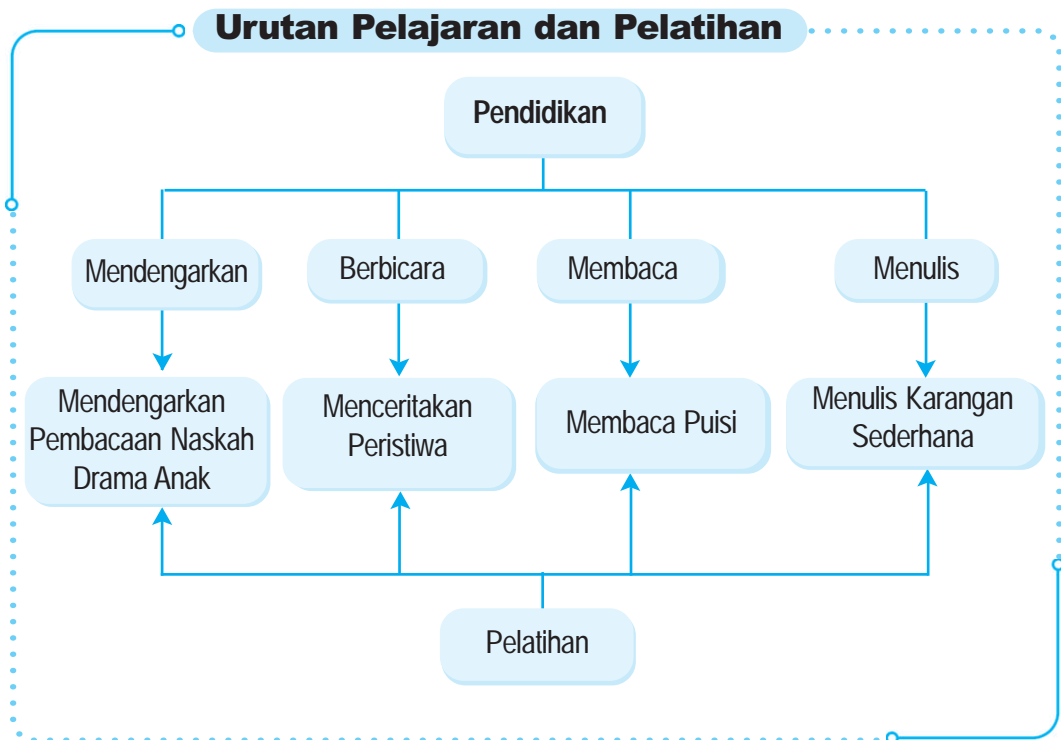 Urutan Pelajaran dan Pelatihan
Pendidikan
Mendengarkan
Berbicara
Membaca
Menulis
Mendengarkan
Pembacaan Naskah
Drama Anak
Menceritakan
Peristiwa
Membaca Puisi
Menulis Karangan
Sederhana
Pelatihan